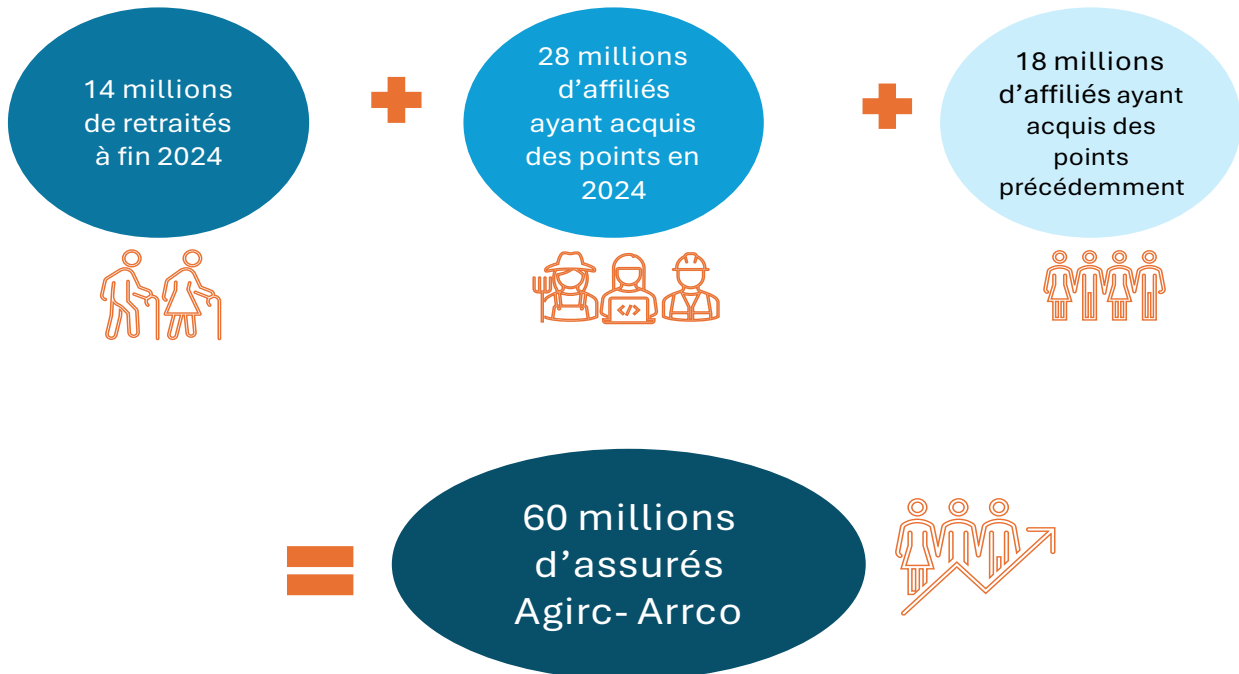 14 millions
de retraités
à fin 2024
28 millions
d’affiliés
ayant acquis
des points en
2024
18 millions
d’affiliés ayant
acquis des
points
précédemment
</>
60 millions
d’assurés
Agirc- Arrco